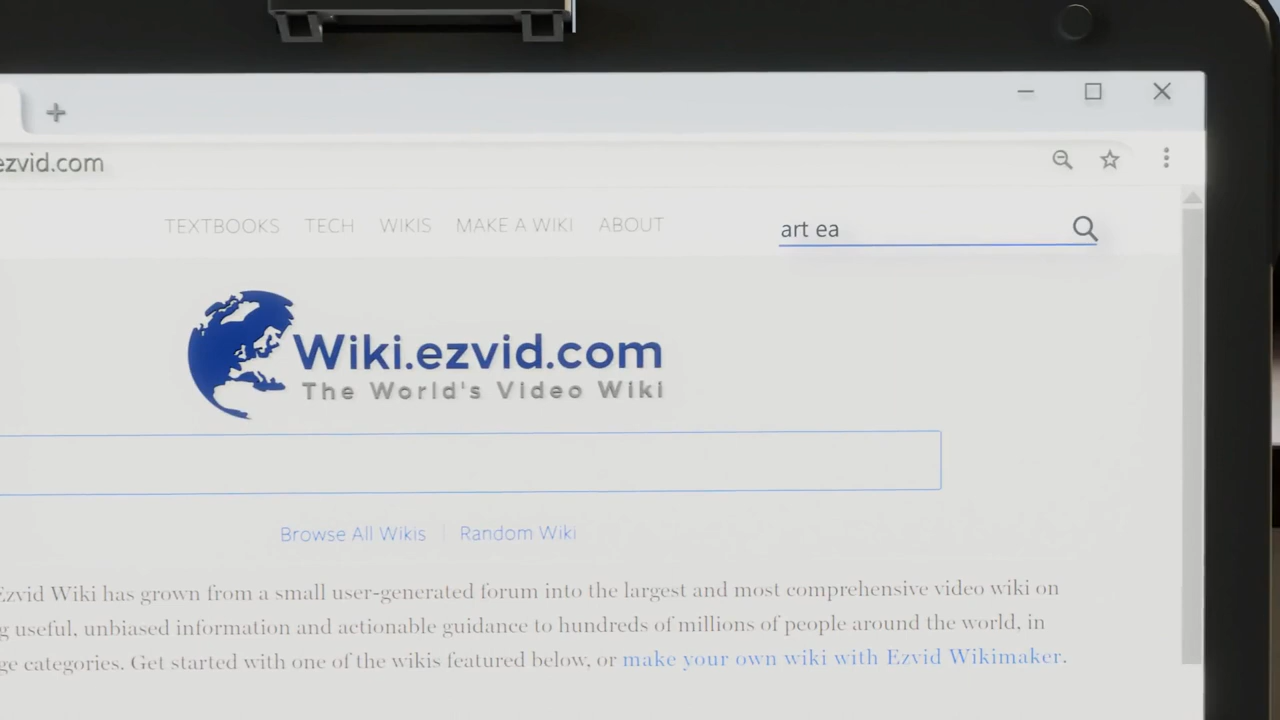 ezvid.com
TEXTBOOKS TECH WIKIS MAKE A WIKI ABOUT
art ea
Wiki.ezvid.com
The World's Video Wiki
Browse All Wikis | Random Wiki
Ezvid Wiki has grown from a small user-generated forum into the largest and most comprehensive video wiki on
useful, unbiased information and actionable guidance to hundreds of millions of people around the world, in
categories. Get started with one of the wikis featured below, or make your own wiki with Ezvid Wikimaker.